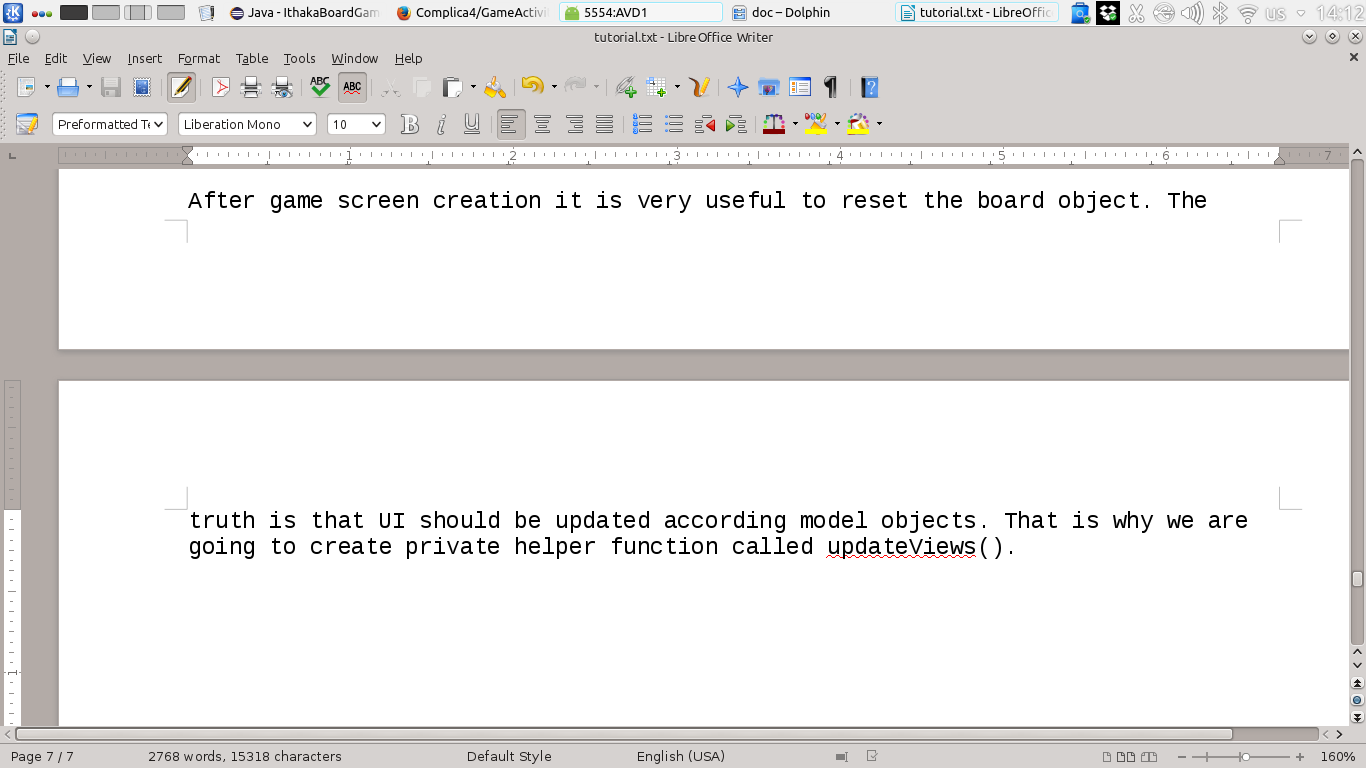 Java - IthakaBoardGam Complica4/GameActivi 5554:AVD1 doc – Dolphin tutorial.txt - LibreOffic us 14:12
tutorial.txt - LibreOffice Writer
File Edit View Insert Format Table Tools Window Help
ABC ABC
Preformatted Te Liberation Mono 10
1 2 3 4 5 6 7
After game screen creation it is very useful to reset the board object. The
truth is that UI should be updated according model objects. That is why we are
going to create private helper function called updateViews().
1
Page 7 / 7 2768 words, 15318 characters Default Style English (USA) 160%